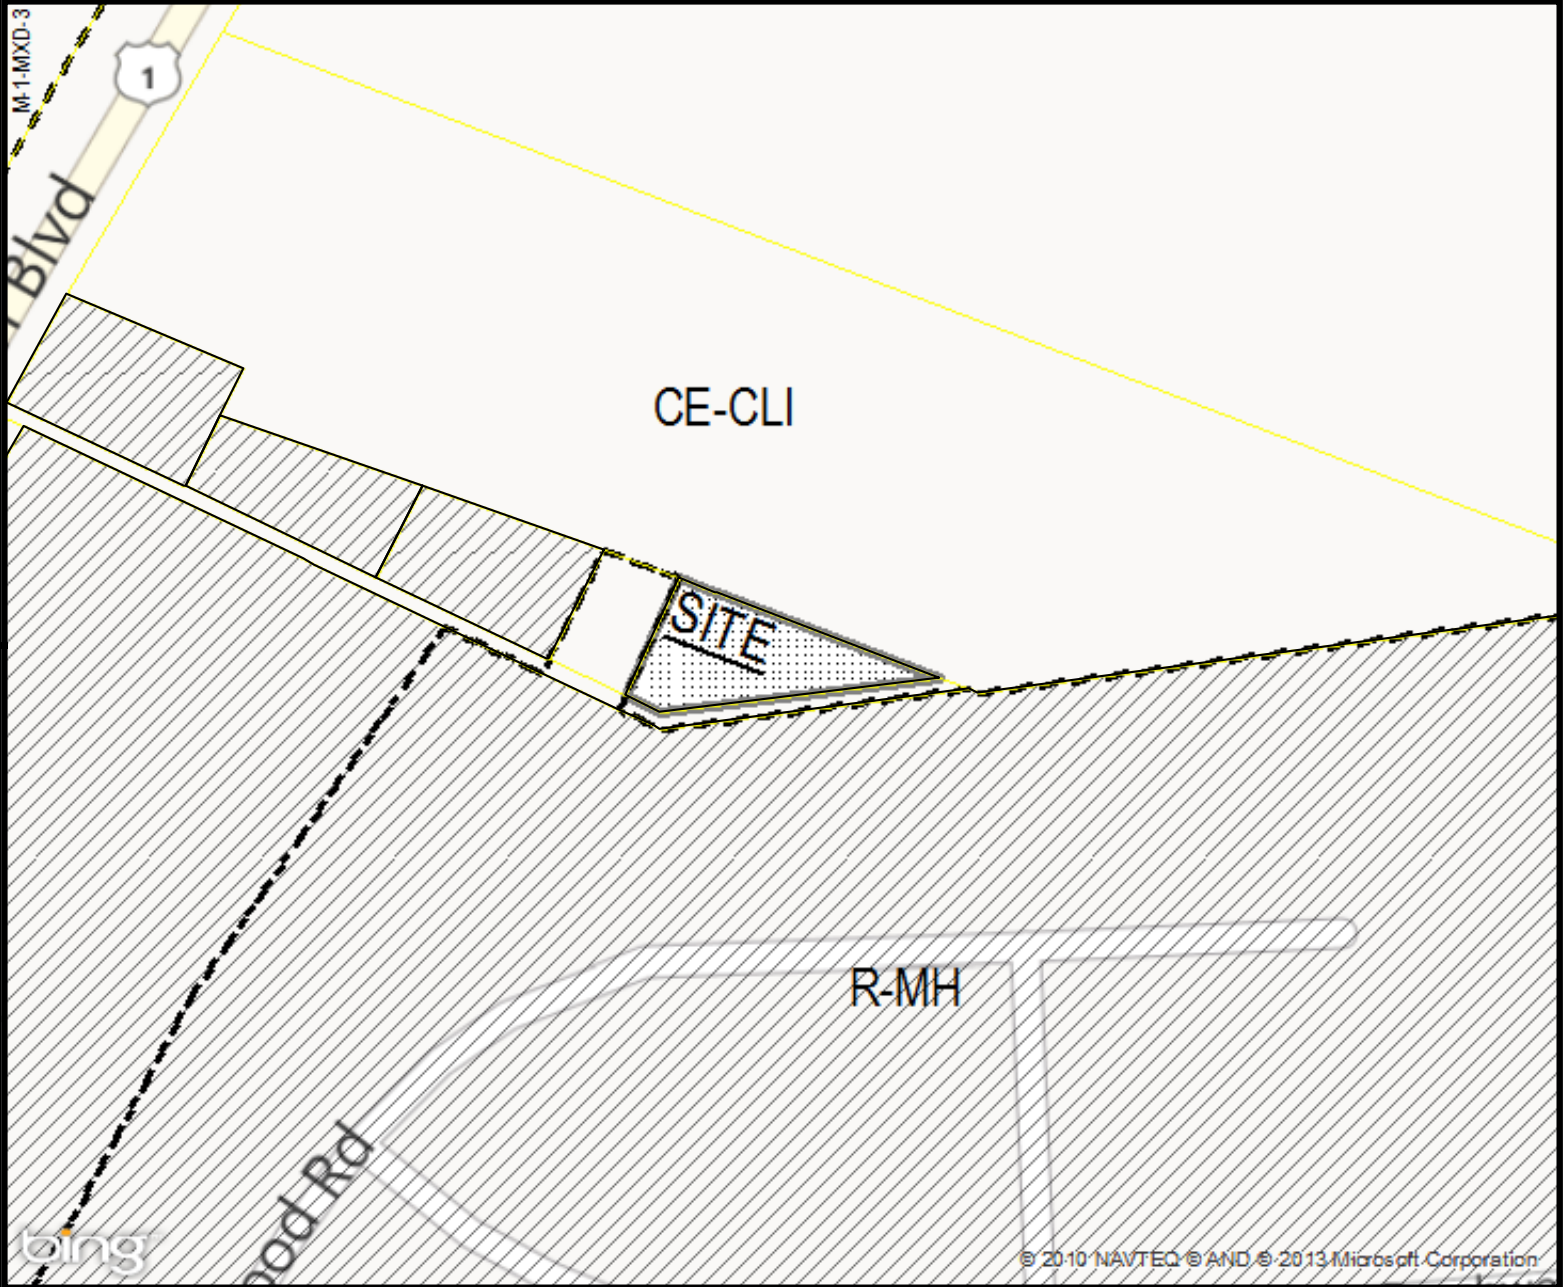 M-1-MXD-3
1
Blvd
CE-CLI
SITE
R-MH
ood Rd
bing
© 2010 NAVTEQ © AND © 2013 Microsoft Corporation